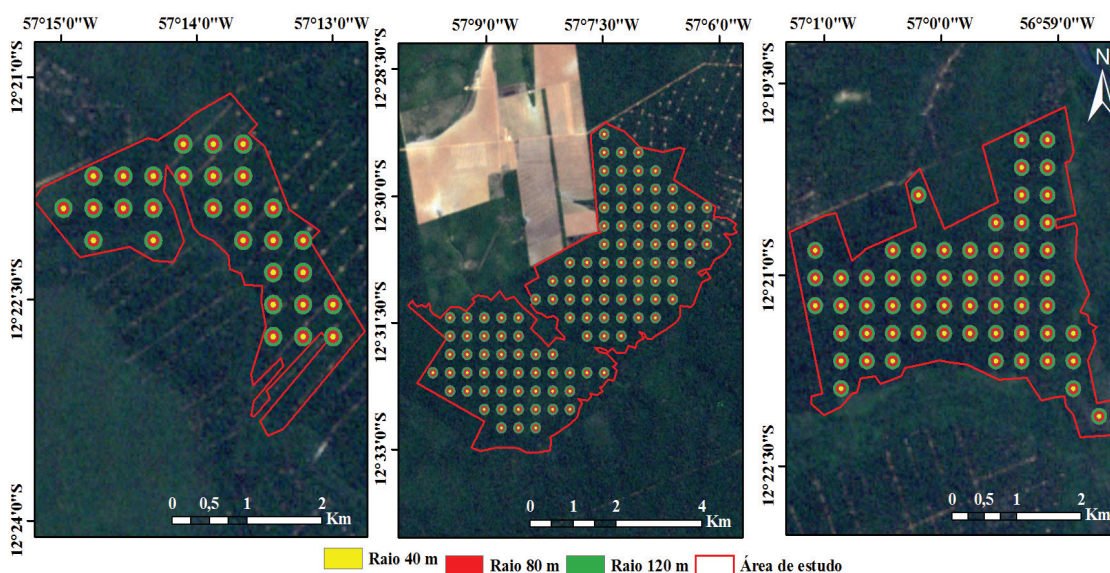 57°15'0"W 57°14'0"W 57°13'0"W
57°9'0"W 57°7'30"W 57°6'0"W
57°1'0"W 57°0'0"W 56°59'0"W
12°21'0"S
12°22'30"S
12°24'0"S
12°28'30"S
12°30'0"S
12°31'30"S
12°33'0"S
12°19'30"S
12°21'0"S
12°22'30"S
N
0 0,5 1 2
Km
0 1 2 4
Km
0 0,5 1 2
Km
Raio 40 m Raio 80 m Raio 120 m Área de estudo